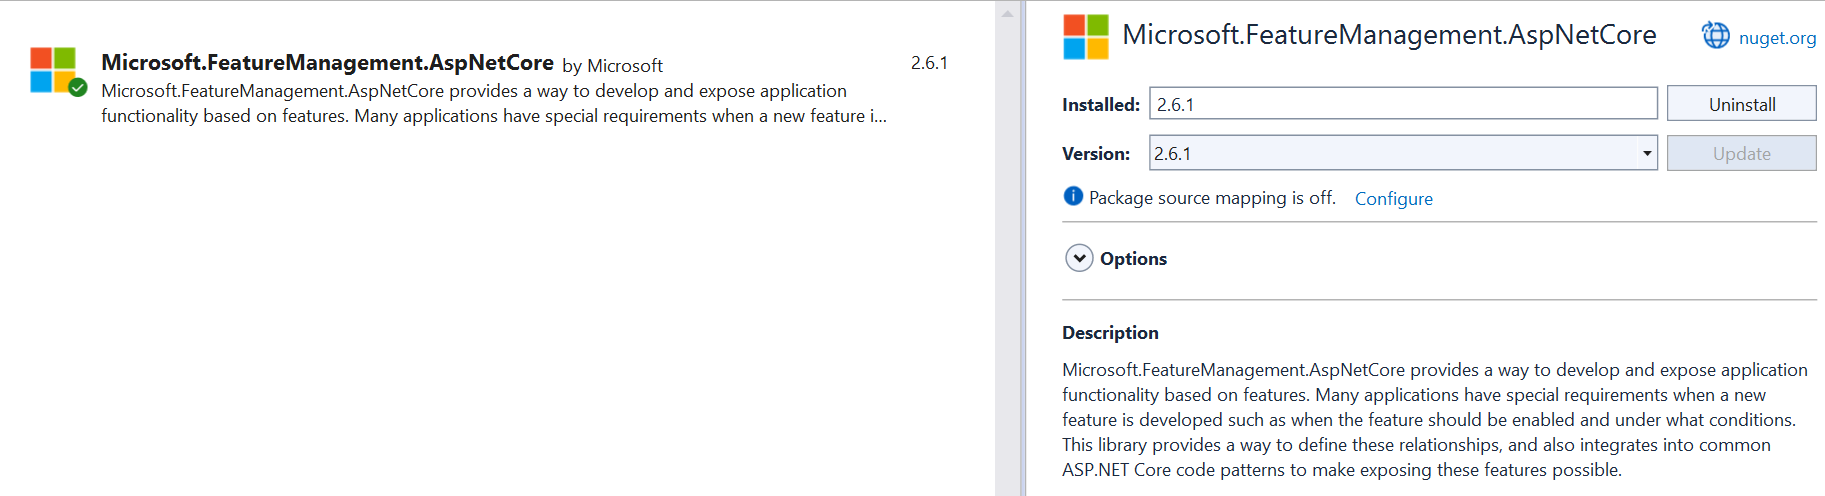 Microsoft.FeatureManagement.AspNetCore by Microsoft 2.6.1
Microsoft.FeatureManagement.AspNetCore provides a way to develop and expose application
functionality based on features. Many applications have special requirements when a new feature i...
Microsoft.FeatureManagement.AspNetCore nuget.org
Installed: 2.6.1 Uninstall
Version: 2.6.1 Update
Package source mapping is off. Configure
Options
Description
Microsoft.FeatureManagement.AspNetCore provides a way to develop and expose application
functionality based on features. Many applications have special requirements when a new
feature is developed such as when the feature should be enabled and under what conditions.
This library provides a way to define these relationships, and also integrates into common
ASP.NET Core code patterns to make exposing these features possible.